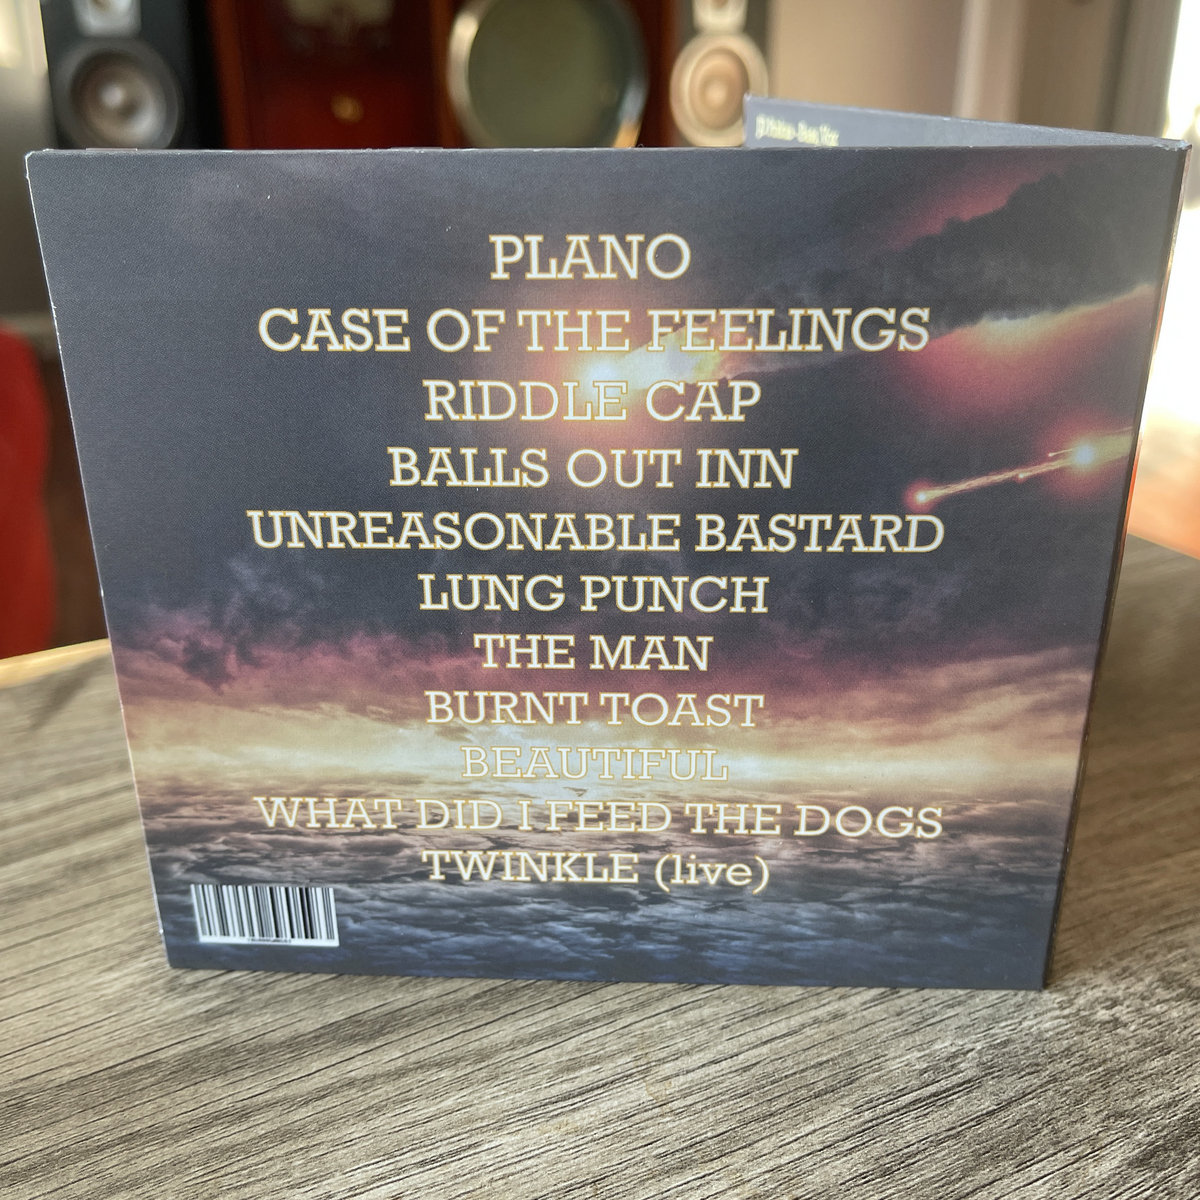 PLANO
CASE OF THE FEELINGS
RIDDLE CAP
BALLS OUT INN
UNREASONABLE BASTARD
LUNG PUNCH
THE MAN
BURNT TOAST
BEAUTIFUL
WHAT DID I FEED THE DOGS
TWINKLE (live)